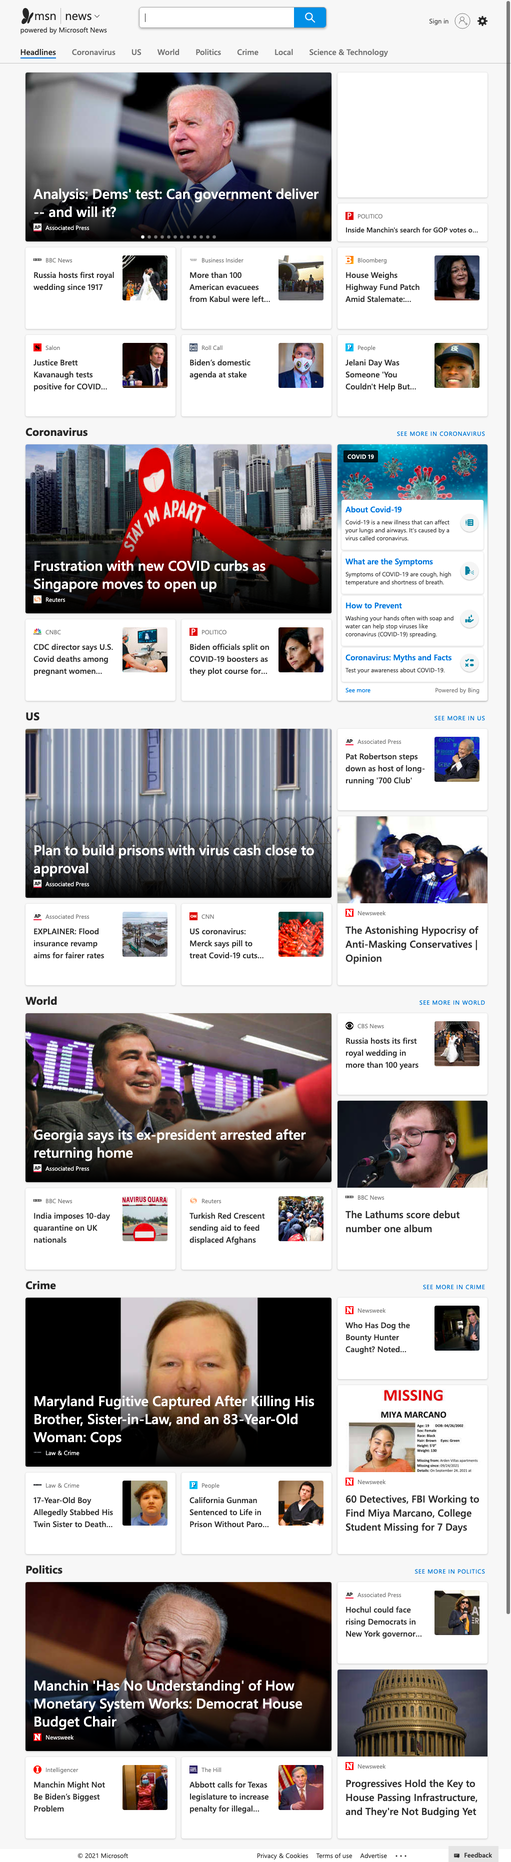 msn news
powered by Microsoft News
Sign in
Headlines Coronavirus US World Politics Crime Local Science & Technology
Analysis: Dems' test: Can government deliver
-- and will it?
Associated Press
POLITICO
Inside Manchin's search for GOP votes o...
BBC News
Russia hosts first royal
wedding since 1917
Business Insider
More than 100
American evacuees
from Kabul were left...
Bloomberg
House Weighs
Highway Fund Patch
Amid Stalemate:...
Salon
Justice Brett
Kavanaugh tests
positive for COVID...
Roll Call
Biden's domestic
agenda at stake
People
Jelani Day Was
Someone 'You
Couldn't Help But...
Coronavirus
SEE MORE IN CORONAVIRUS
STAY 1M APART
Frustration with new COVID curbs as
Singapore moves to open up
Reuters
COVID 19
About Covid-19
Covid-19 is a new illness that can affect
your lungs and airways. It's caused by a
virus called coronavirus.
What are the Symptoms
Symptoms of COVID-19 are cough, high
temperature and shortness of breath.
How to Prevent
Washing your hands often with soap and
water can help stop viruses like
coronavirus (COVID-19) spreading.
Coronavirus: Myths and Facts
Test your awareness about COVID-19.
See more
Powered by Bing
CNBC
CDC director says U.S.
Covid deaths among
pregnant women...
POLITICO
Biden officials split on
COVID-19 boosters as
they plot course for...
US
SEE MORE IN US
HELP
Plan to build prisons with virus cash close to
approval
Associated Press
Associated Press
Pat Robertson steps
down as host of long-
running '700 Club'
Newsweek
The Astonishing Hypocrisy of
Anti-Masking Conservatives |
Opinion
Associated Press
EXPLAINER: Flood
insurance revamp
aims for fairer rates
CNN
US coronavirus:
Merck says pill to
treat Covid-19 cuts...
World
SEE MORE IN WORLD
Georgia says its ex-president arrested after
returning home
Associated Press
CBS News
Russia hosts its first
royal wedding in
more than 100 years
BBC News
The Lathums score debut
number one album
BBC News
India imposes 10-day
quarantine on UK
nationals
NAVIRUS QUARA
Reuters
Turkish Red Crescent
sending aid to feed
displaced Afghans
Crime
SEE MORE IN CRIME
Maryland Fugitive Captured After Killing His
Brother, Sister-in-Law, and an 83-Year-Old
Woman: Cops
Law & Crime
Newsweek
Who Has Dog the
Bounty Hunter
Caught? Noted...
MISSING
MIYA MARCANO
Newsweek
60 Detectives, FBI Working to
Find Miya Marcano, College
Student Missing for 7 Days
Law & Crime
17-Year-Old Boy
Allegedly Stabbed His
Twin Sister to Death...
People
California Gunman
Sentenced to Life in
Prison Without Paro...
Politics
SEE MORE IN POLITICS
Manchin 'Has No Understanding' of How
Monetary System Works: Democrat House
Budget Chair
Newsweek
Associated Press
Hochul could face
rising Democrats in
New York governor...
Newsweek
Progressives Hold the Key to
House Passing Infrastructure,
and They're Not Budging Yet
Intelligencer
Manchin Might Not
Be Biden's Biggest
Problem
The Hill
Abbott calls for Texas
legislature to increase
penalty for illegal...
© 2021 Microsoft
Privacy & Cookies Terms of use Advertise ...
Feedback